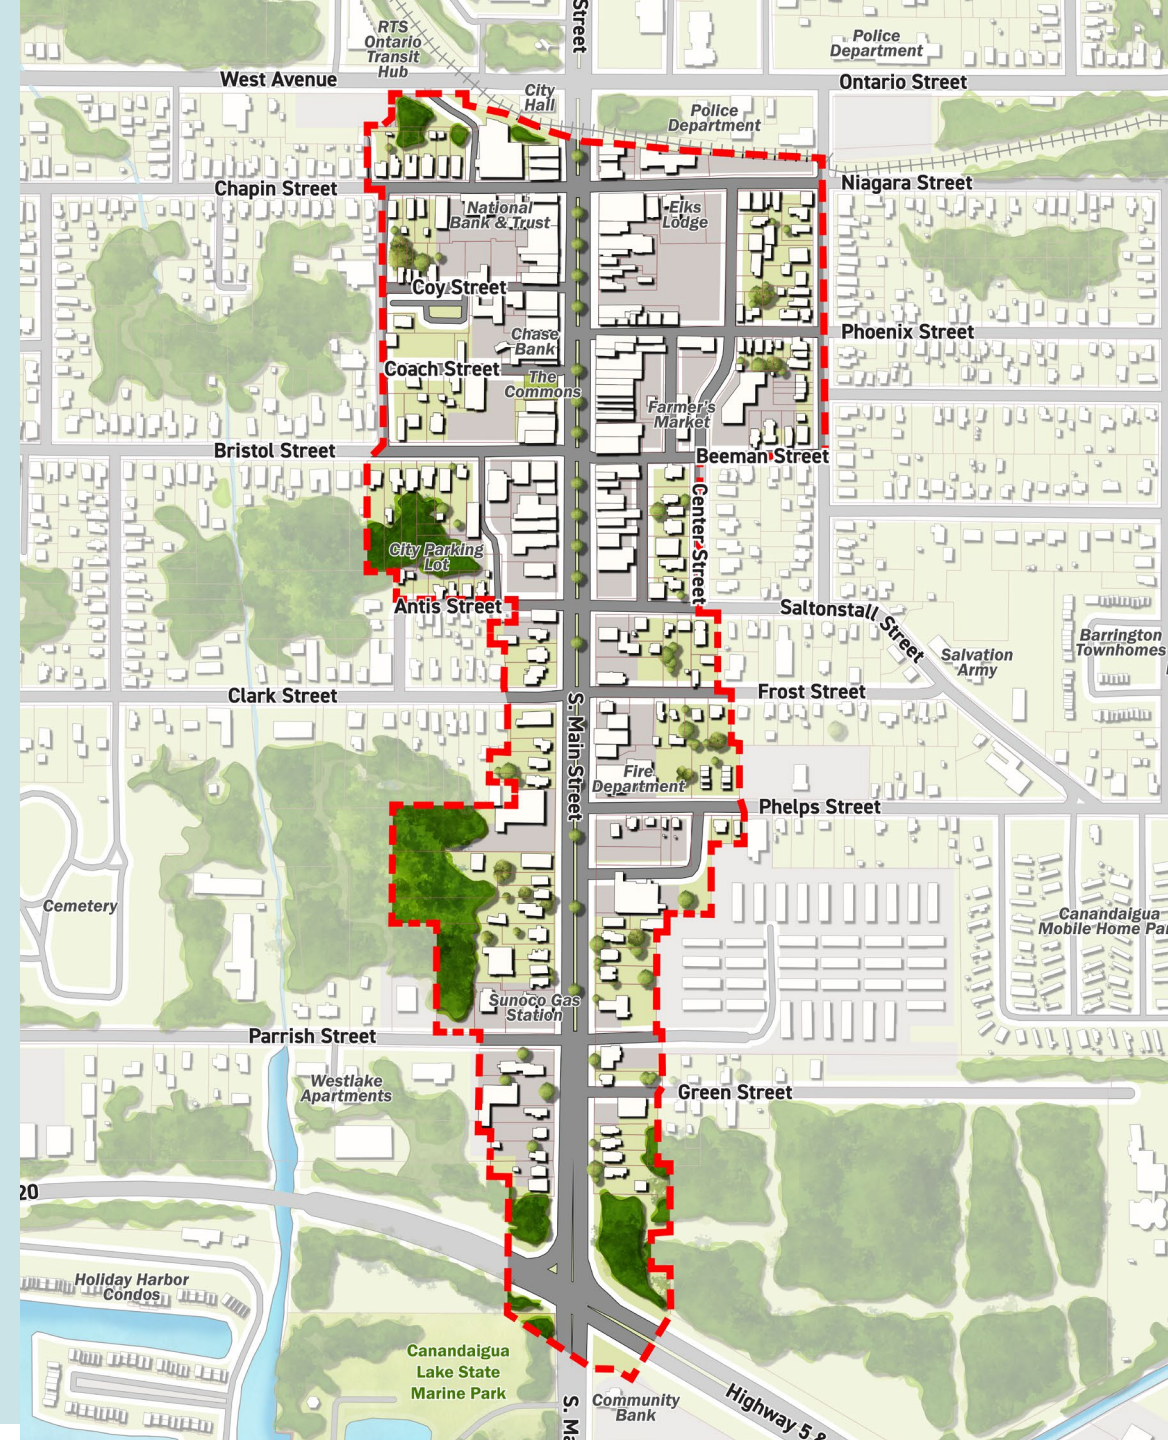 Street
RTS
Ontario
Transit
Hub
Police
Department
West Avenue
Ontario Street
City
Hall
Police
Department
Chapin Street
Niagara Street
National
Bank & Trust
Elks
Lodge
Coy Street
Phoenix Street
Chase
Bank
Coach Street
The
Commons
Farmer's
Market
Bristol Street
Beeman Street
Center Street
City Parking
Lot
Antis Street
Saltonstall Street
Barrington
Townhomes
Salvation
Army
Clark Street
Frost Street
S. Main Street
Fire
Department
Phelps Street
Cemetery
Canandaigua
Mobile Home Par
Sunoco Gas
Station
Parrish Street
Westlake
Apartments
Green Street
20
Holiday Harbor
Condos
Canandaigua
Lake State
Marine Park
Community
Bank
S. Ma
Highway 5 &